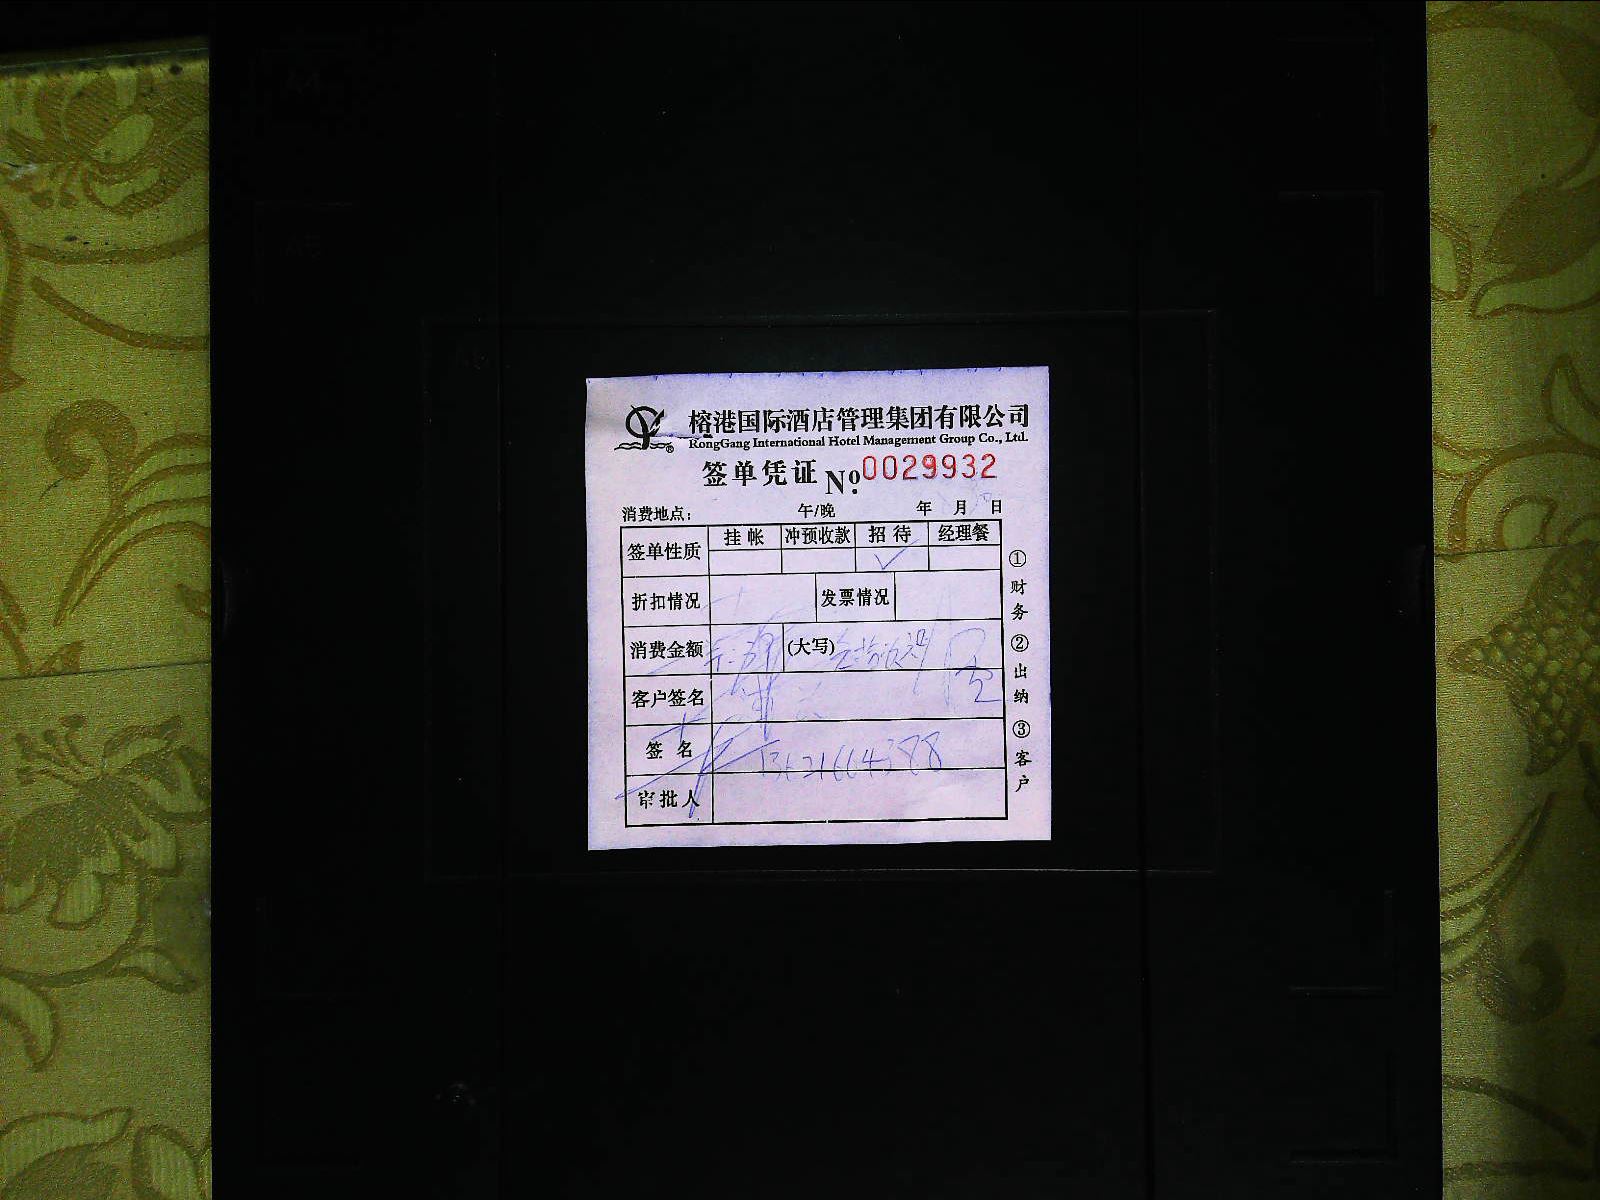 榕港国际酒店管理集团有限公司
RongGang International Hotel Management Group Co., Ltd.
签单凭证 Nº 0029932
消费地点: 午/晚 年 月 日
签单性质 挂帐 冲预收款 招待 经理餐
✓
折扣情况 发票情况
消费金额 (大写)
客户签名
签名
13621664388
审批人
①财务 ②出纳 ③客户
A4
A5